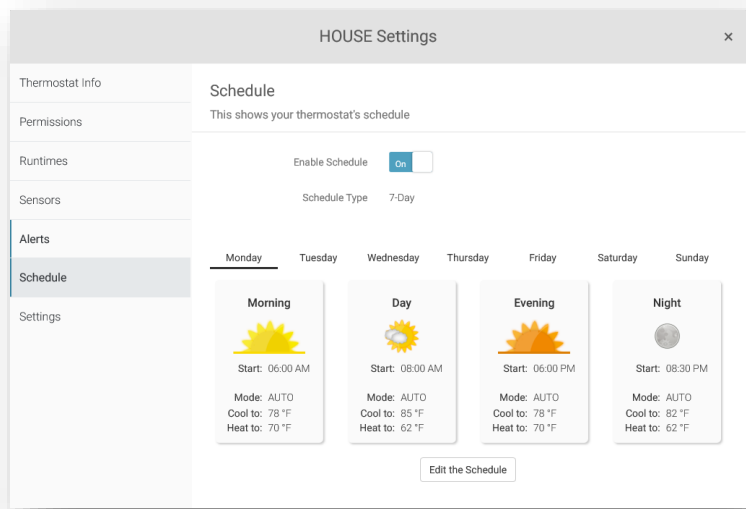 HOUSE Settings ×
Thermostat Info
Permissions
Runtimes
Sensors
Alerts
Schedule
Settings
Schedule
This shows your thermostat's schedule
Enable Schedule On
Schedule Type 7-Day
Monday Tuesday Wednesday Thursday Friday Saturday Sunday
Morning
Start: 06:00 AM
Mode: AUTO
Cool to: 78 °F
Heat to: 70 °F
Day
Start: 08:00 AM
Mode: AUTO
Cool to: 85 °F
Heat to: 62 °F
Evening
Start: 06:00 PM
Mode: AUTO
Cool to: 78 °F
Heat to: 70 °F
Night
Start: 08:30 PM
Mode: AUTO
Cool to: 82 °F
Heat to: 62 °F
Edit the Schedule